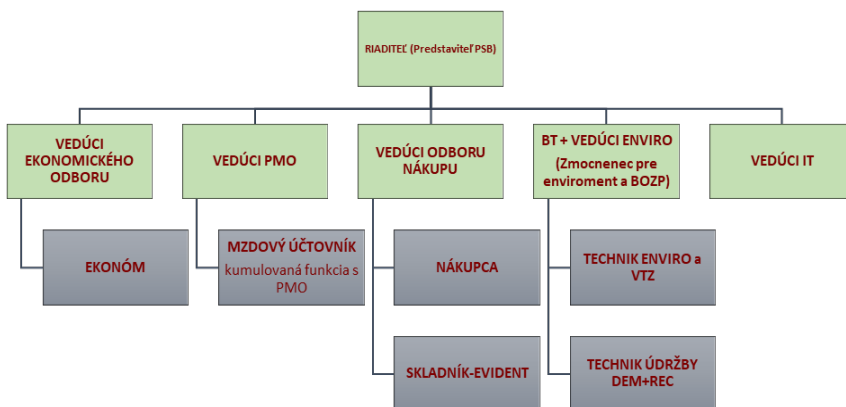 RIADITEĽ (Predstaviteľ PSB)
VEDÚCI
EKONOMICKÉHO
ODBORU
VEDÚCI PMO
VEDÚCI ODBORU
NÁKUPU
BT + VEDÚCI ENVIRO
(Zmocnenec pre
enviroment a BOZP)
VEDÚCI IT
EKONÓM
MZDOVÝ ÚČTOVNÍK
kumulovaná funkcia s
PMO
NÁKUPCA
TECHNIK ENVIRO a
VTZ
SKLADNÍK-EVIDENT
TECHNIK ÚDRŽBY
DEM+REC